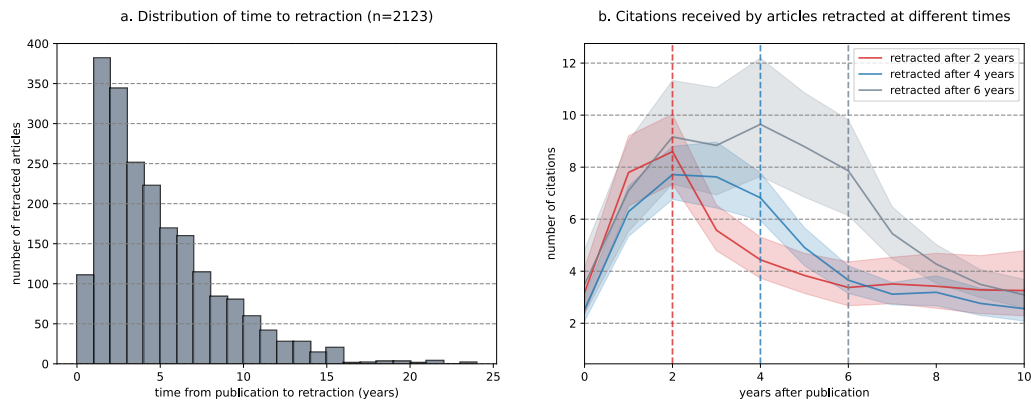 a. Distribution of time to retraction (n=2123)
400
350
300
250
200
150
100
50
0
number of retracted articles
0 5 10 15 20 25
time from publication to retraction (years)
b. Citations received by articles retracted at different times
retracted after 2 years
retracted after 4 years
retracted after 6 years
12
10
8
6
4
2
number of citations
0 2 4 6 8 10
years after publication